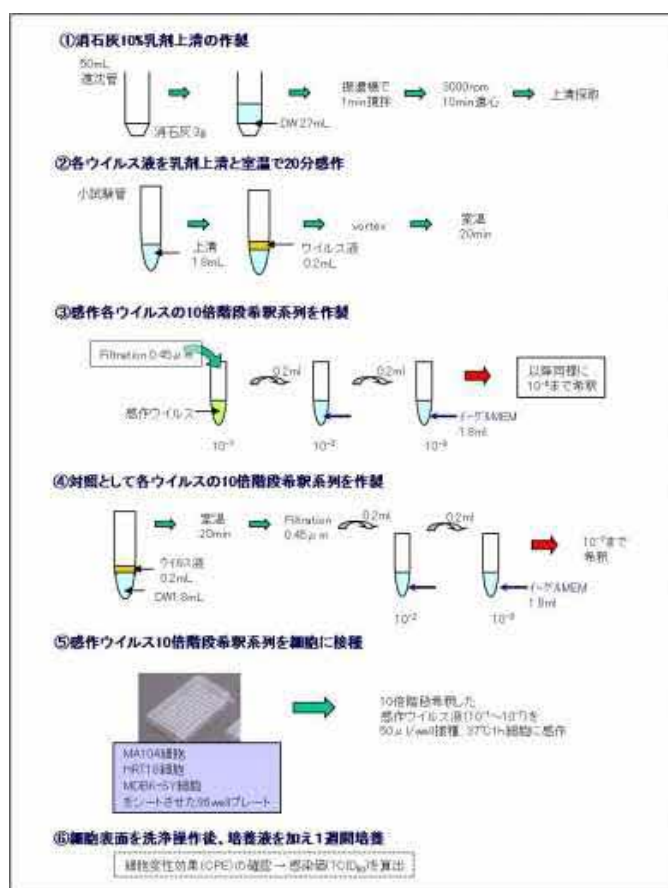 ①消石灰10%乳剤上清の作製
50mL
遠沈管
消石灰 3g
DW 27mL
振盪機で
1min撹拌
3000rpm
10min遠心
上清採取
②各ウイルス液を乳剤上清と室温で20分感作
小試験管
上清
1.8mL
ウイルス液
0.2mL
vortex
室温
20min
③感作各ウイルスの10倍階段希釈系列を作製
Filtration 0.45μm
感作ウイルス
0.2ml
0.2ml
イーグルMEM
1.8ml
以降同様に
まで希釈
10⁻¹
10⁻²
10⁻³
④対照として各ウイルスの10倍階段希釈系列を作製
ウイルス液
0.2mL
DW1.8mL
室温
20min
Filtration
0.45μm
0.2ml
0.2ml
イーグルMEM
1.8ml
まで
希釈
10⁻²
10⁻³
⑤感作ウイルス10倍階段希釈系列を細胞に接種
MA104細胞
HRT18細胞
MDBK-SY細胞
をシートさせた96wellプレート
10倍階段希釈した
感作ウイルス液を
50μl/well接種、37℃1h細胞に感作
⑥細胞表面を洗浄操作後、培養液を加え1週間培養
細胞変性効果(CPE)の確認 → 感染価(TCID₅₀)を算出